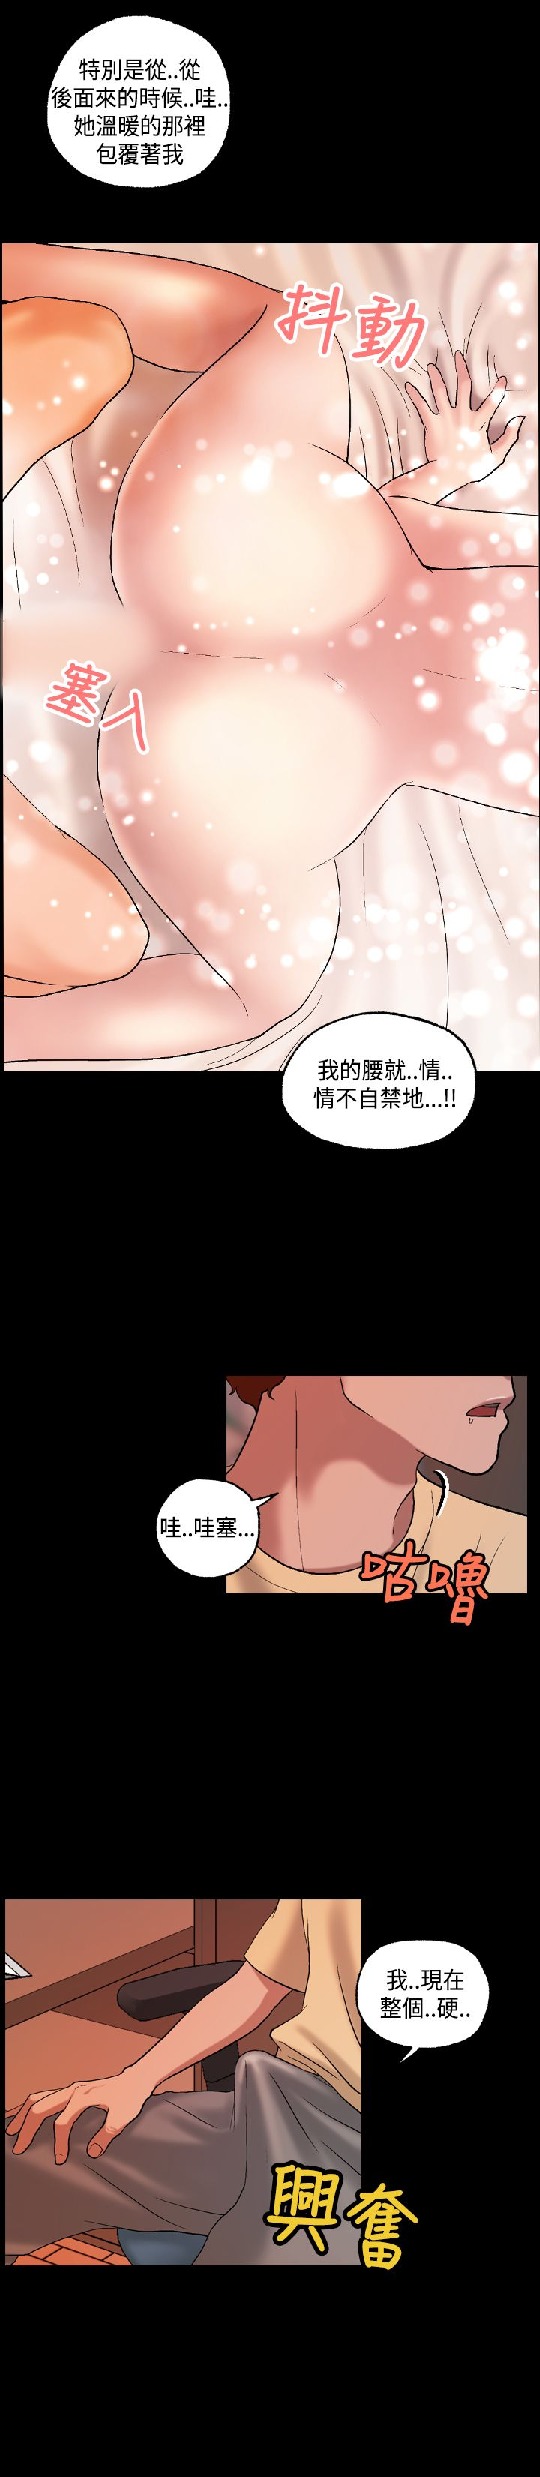 特別是從..從
後面來的時候..哇..
她溫暖的那裡
包覆著我
抖動
塞入
我的腰就..情..
情不自禁地...!!
哇..哇塞...
咕嚕
我..現在
整個..硬..
興奮